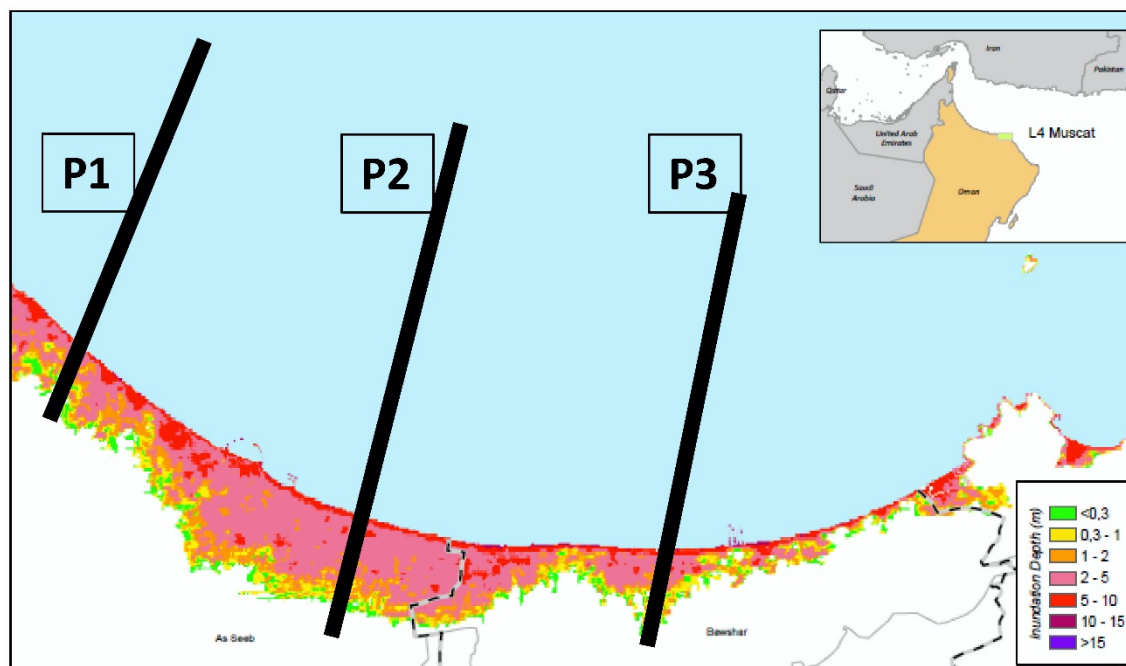 P1
P2
P3
Iran
Pakistan
Qatar
United Arab
Emirates
L4 Muscat
Saudi
Arabia
Oman
Inundation Depth (m)
<0,3
0,3 - 1
1 - 2
2 - 5
5 - 10
10 - 15
>15
As Seeb
Bawshar